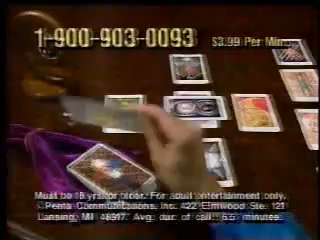 1-900-903-0093 $3.99 Per Min.
Must be 18 yrs. or older. For adult entertainment only.
Penta Communications, Inc. 422 Elmwood Ste. 121
Lansing, MI 48917. Avg. dur. of call: 6.5 minutes.